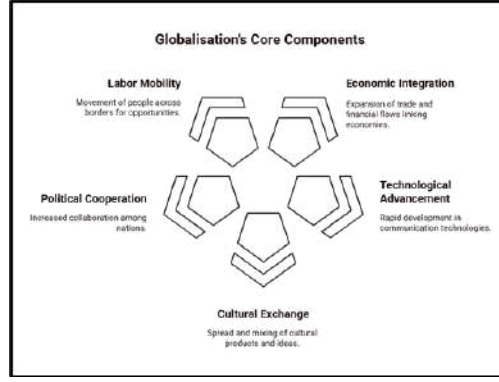 Globalisation's Core Components
Labor Mobility
Movement of people across
borders for opportunities.
Economic Integration
Expansion of trade and
financial flows linking
economies.
Political Cooperation
Increased collaboration among
nations.
Technological
Advancement
Rapid development in
communication technologies.
Cultural Exchange
Spread and mixing of cultural
products and ideas.